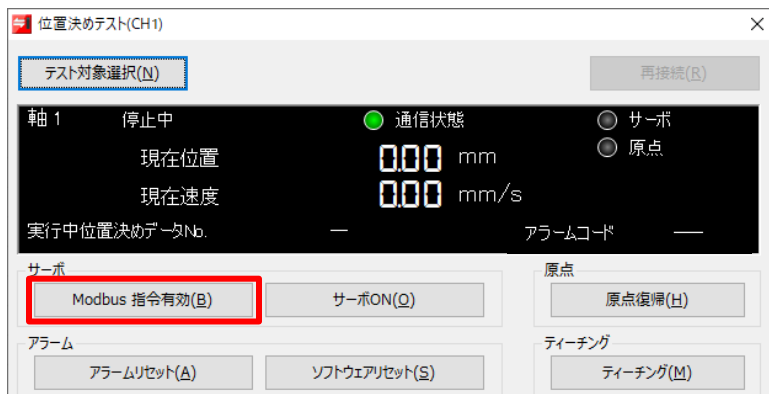 位置決めテスト(CH1)
テスト対象選択(N) 再接続(R)
軸 1 停止中 通信状態 サーボ
原点
現在位置 0.00 mm
現在速度 0.00 mm/s
実行中位置決めデータNo. — アラームコード —
サーボ 原点
Modbus 指令有効(B) サーボON(O) 原点復帰(H)
アラーム ティーチング
アラームリセット(A) ソフトウェアリセット(S) ティーチング(M)